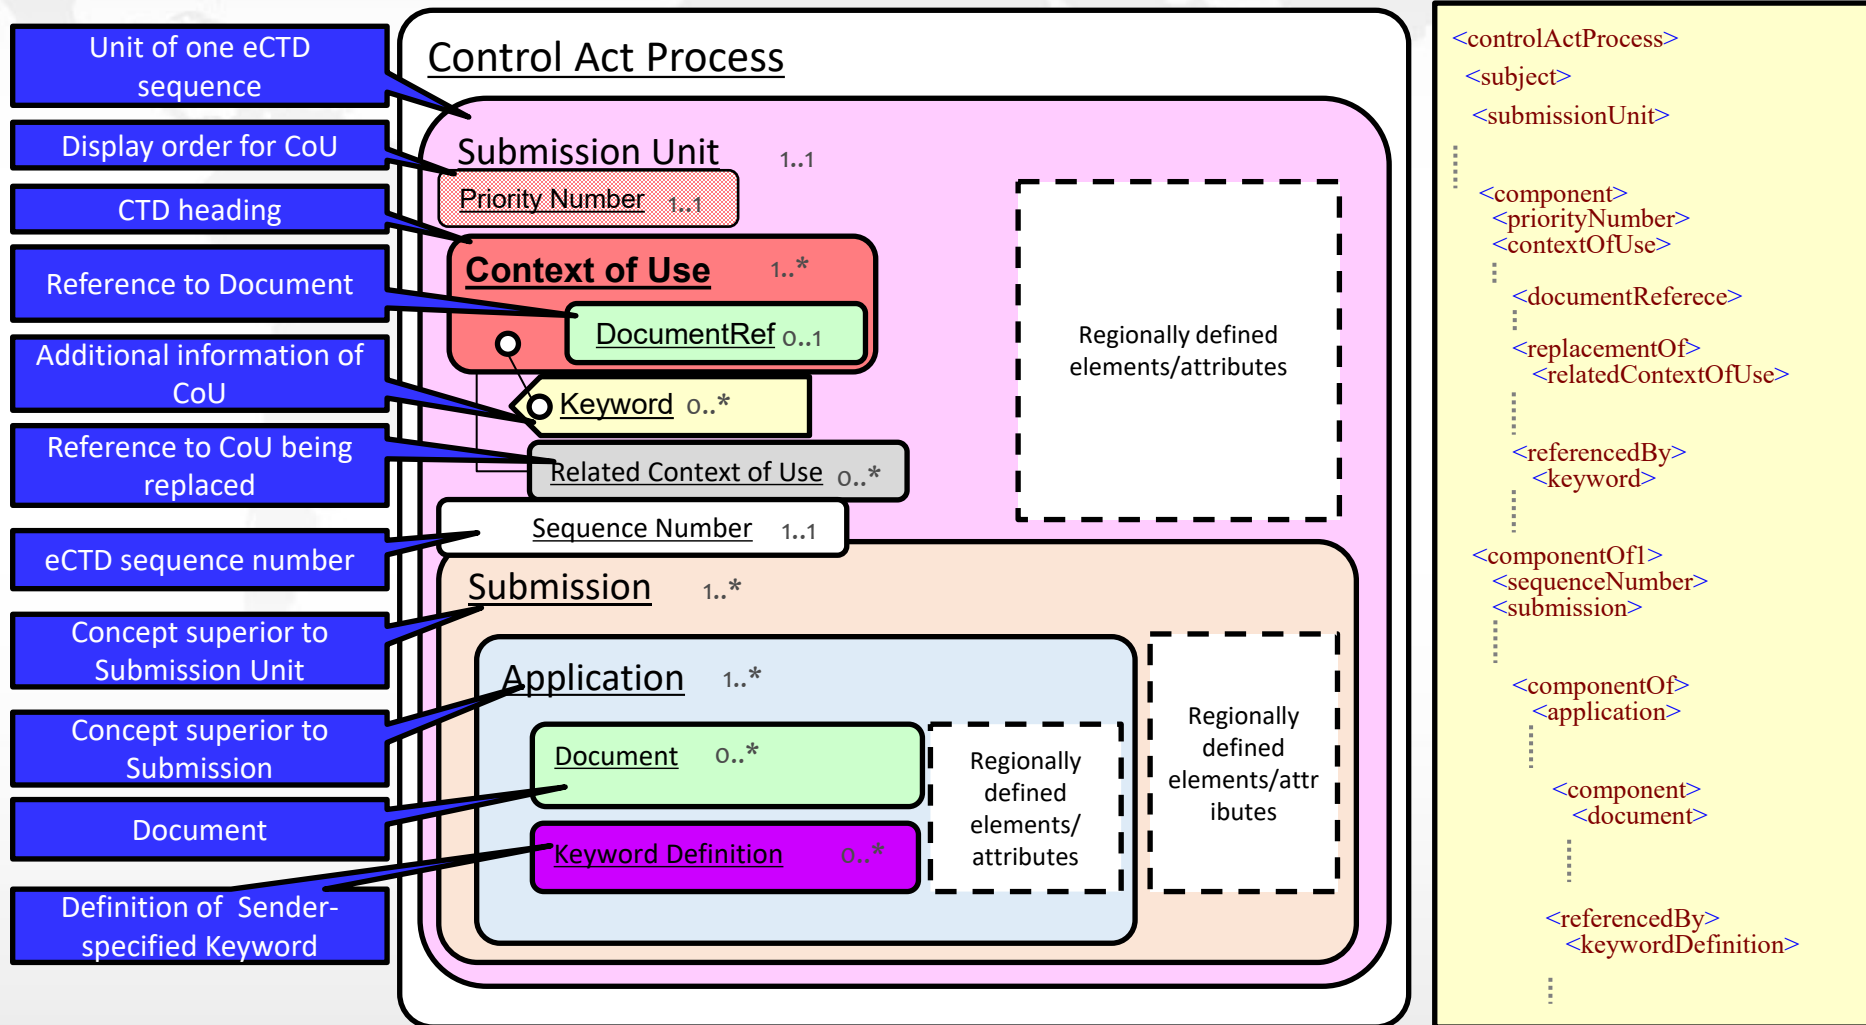 Unit of one eCTD
sequence
Display order for CoU
CTD heading
Reference to Document
Additional information of
CoU
Reference to CoU being
replaced
eCTD sequence number
Concept superior to
Submission Unit
Concept superior to
Submission
Document
Definition of  Sender-
specified Keyword
Control Act Process
Submission Unit 1..1
Priority Number 1..1
Context of Use 1..*
DocumentRef 0..1
Keyword 0..*
Related Context of Use 0..*
Sequence Number 1..1
Submission 1..*
Application 1..*
Document 0..*
Keyword Definition 0..*
Regionally defined
elements/attributes
Regionally
defined
elements/
attributes
Regionally
defined
elements/attr
ibutes
<controlActProcess>
<subject>
<submissionUnit>
<component>
<priorityNumber>
<contextOfUse>
<documentReferece>
<replacementOf>
<relatedContextOfUse>
<referencedBy>
<keyword>
<componentOf1>
<sequenceNumber>
<submission>
<componentOf>
<application>
<component>
<document>
<referencedBy>
<keywordDefinition>